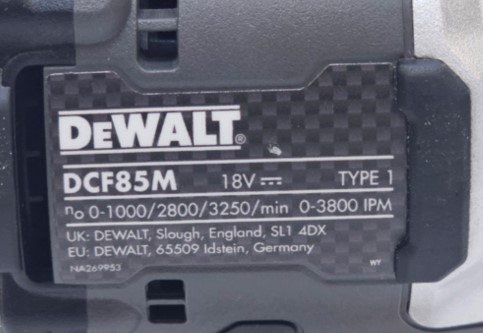 DEWALT®
DCF85M 18V⎓ TYPE 1
n₀ 0-1000/2800/3250/min 0-3800 IPM
UK: DEWALT, Slough, England, SL1 4DX
EU: DEWALT, 65509 Idstein, Germany
NA269953 WY